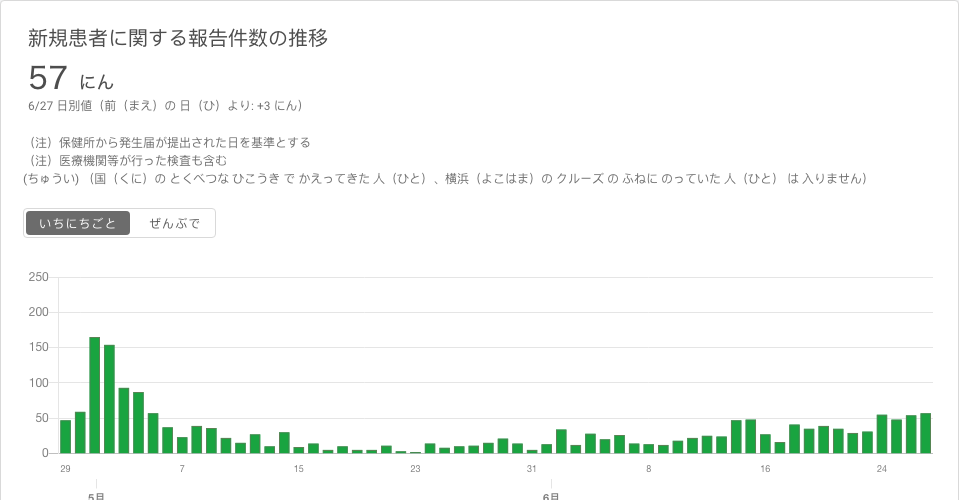 新規患者に関する報告件数の推移
57 にん
6/27 日別値（前（まえ）の 日（ひ）より: +3 にん）
（注）保健所から発生届が提出された日を基準とする
（注）医療機関等が行った検査も含む
(ちゅうい) （国（くに）の とくべつな ひこうき で かえってきた 人（ひと）、横浜（よこはま）の クルーズ の ふねに のっていた 人（ひと） は 入りません）
いちにちごと ぜんぶで
250
200
150
100
50
0
29 7 15 23 31 8 16 24
5月 6月